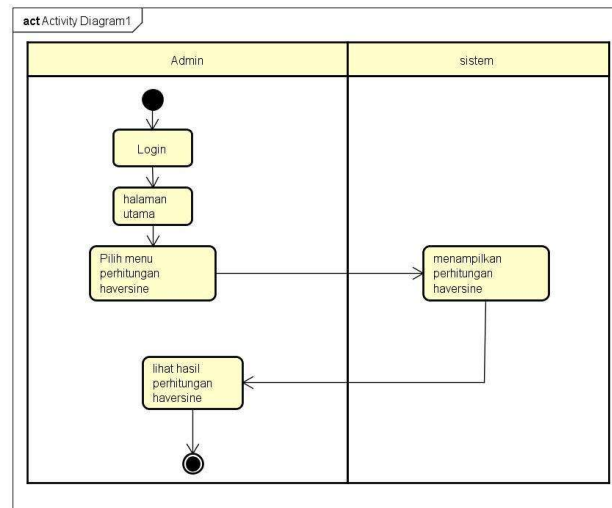 act Activity Diagram1
Admin
sistem
Login
halaman
utama
Pilih menu
perhitungan
haversine
menampilkan
perhitungan
haversine
lihat hasil
perhitungan
haversine